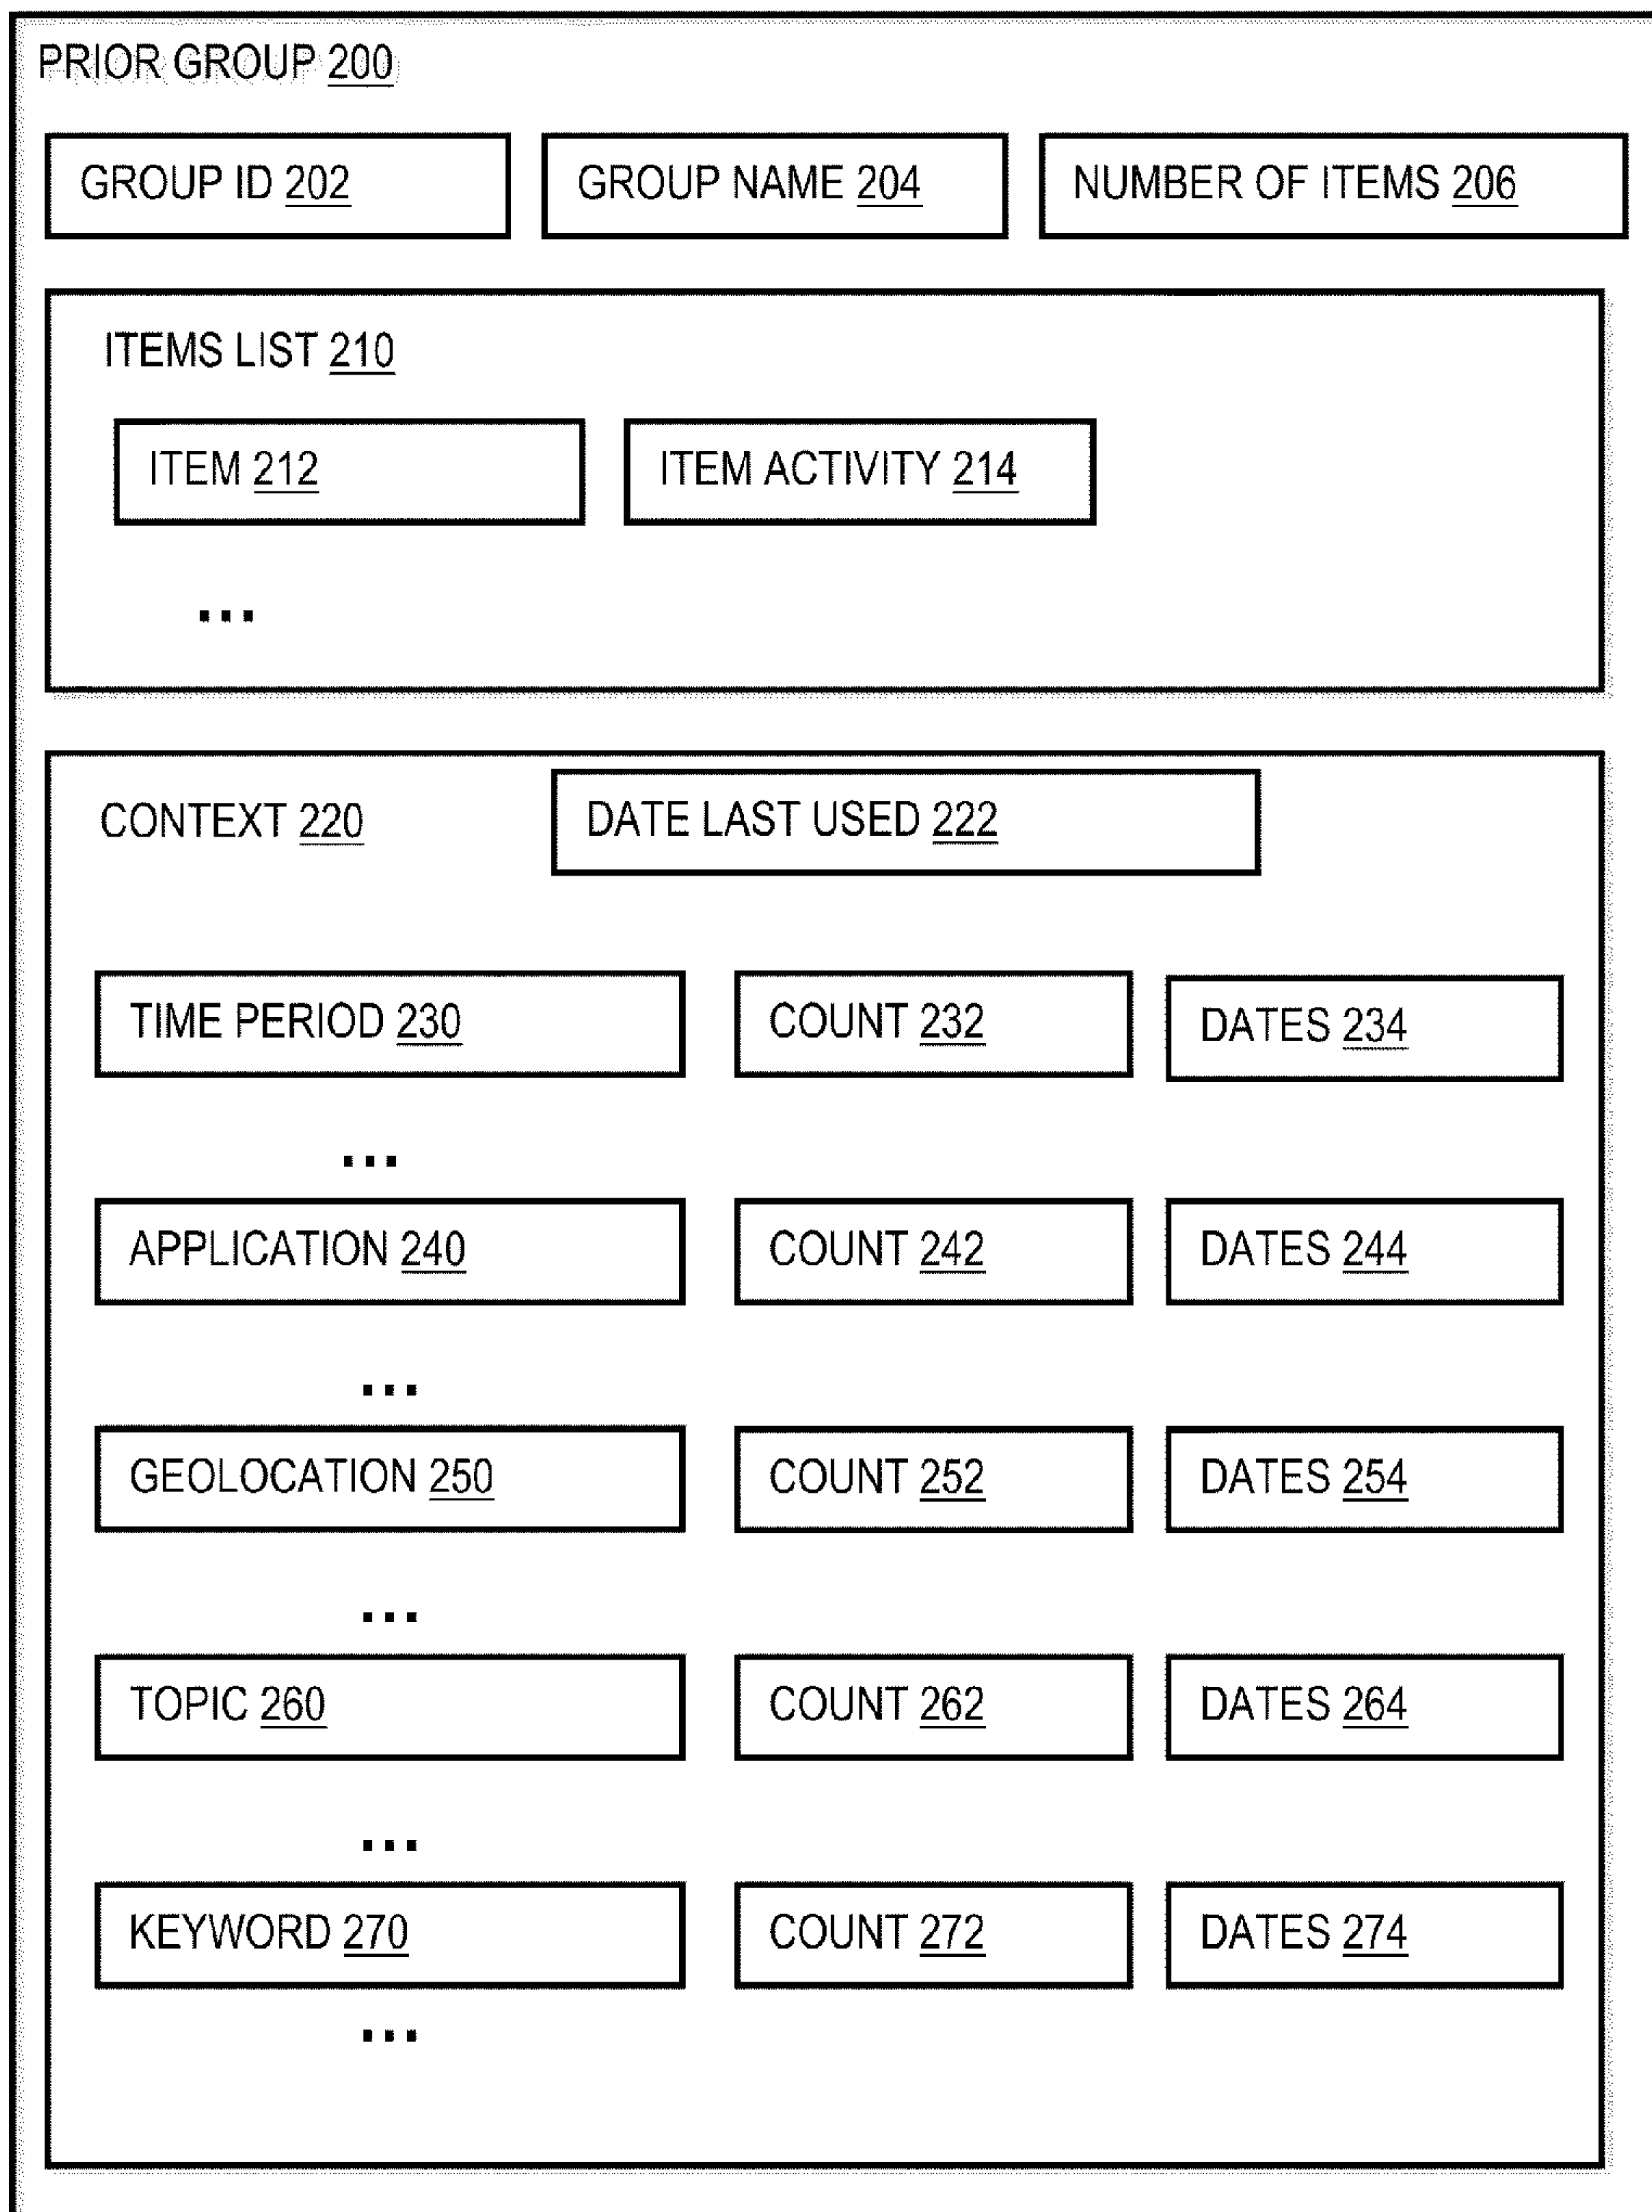 PRIOR GROUP 200
GROUP ID 202 GROUP NAME 204 NUMBER OF ITEMS 206
ITEMS LIST 210
ITEM 212 ITEM ACTIVITY 214
...
CONTEXT 220 DATE LAST USED 222
TIME PERIOD 230 COUNT 232 DATES 234
...
APPLICATION 240 COUNT 242 DATES 244
...
GEOLOCATION 250 COUNT 252 DATES 254
...
TOPIC 260 COUNT 262 DATES 264
...
KEYWORD 270 COUNT 272 DATES 274
...